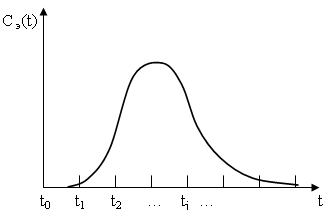 Cэ(t)
t0 t1 t2 ... ti ... t